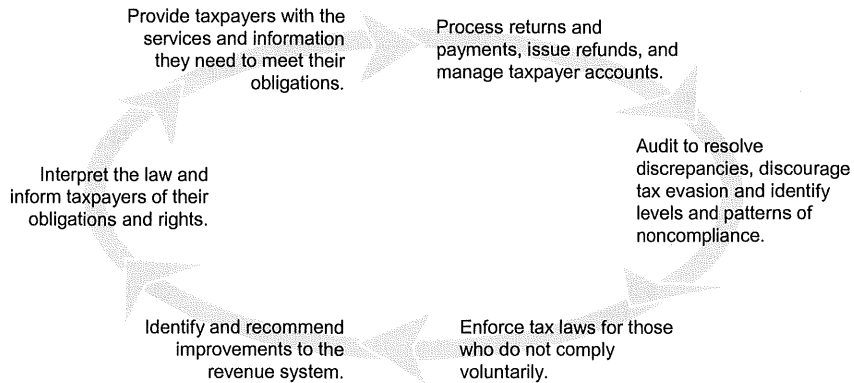 Provide taxpayers with the
services and information
they need to meet their
obligations.
Process returns and
payments, issue refunds, and
manage taxpayer accounts.
Audit to resolve
discrepancies, discourage
tax evasion and identify
levels and patterns of
noncompliance.
Enforce tax laws for those
who do not comply
voluntarily.
Identify and recommend
improvements to the
revenue system.
Interpret the law and
inform taxpayers of their
obligations and rights.